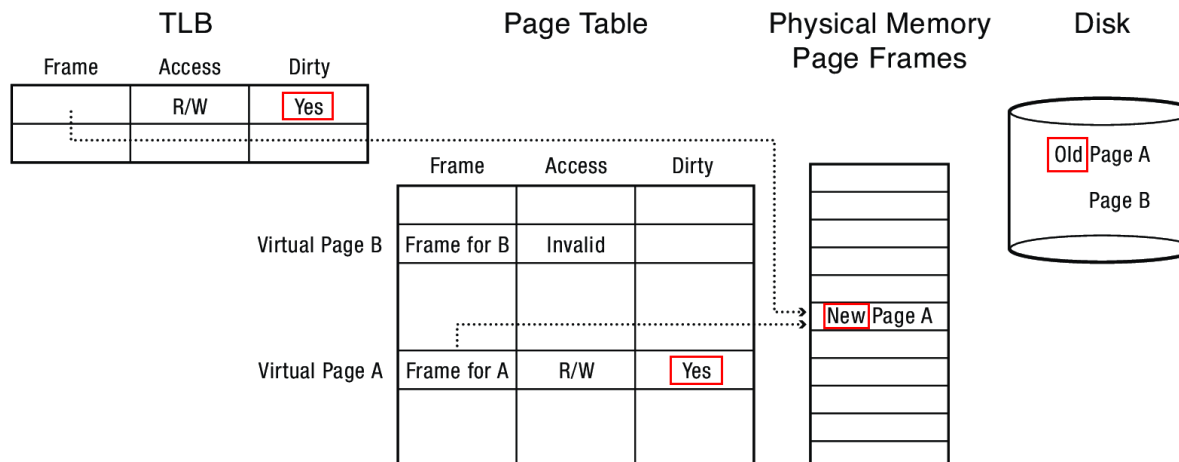 TLB
Page Table
Physical Memory
Page Frames
Disk
Frame Access Dirty
R/W Yes
Frame Access Dirty
Virtual Page B Frame for B Invalid
Virtual Page A Frame for A R/W Yes
New Page A
Old Page A
Page B